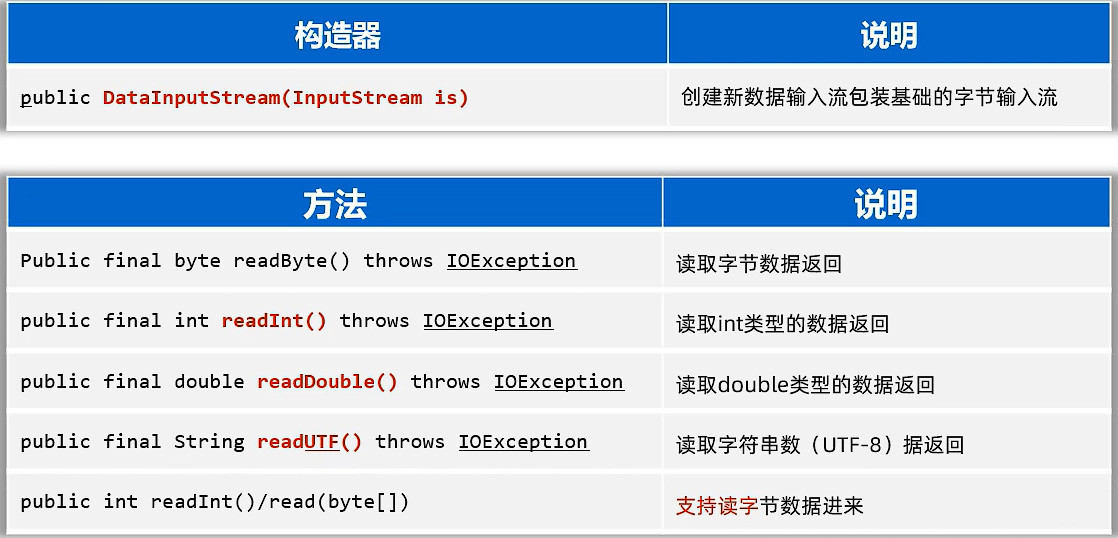 构造器 说明
public DataInputStream(InputStream is) 创建新数据输入流包装基础的字节输入流
方法 说明
Public final byte readByte() throws IOException 读取字节数据返回
public final int readInt() throws IOException 读取int类型的数据返回
public final double readDouble() throws IOException 读取double类型的数据返回
public final String readUTF() throws IOException 读取字符串数（UTF-8）据返回
public int readInt()/read(byte[]) 支持读字节数据进来